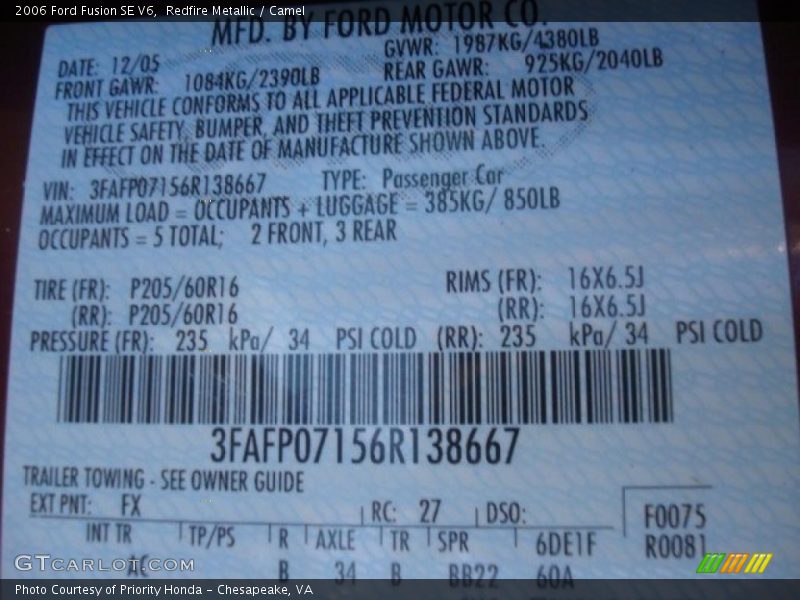 2006 Ford Fusion SE V6,  Redfire Metallic / Camel
MFD. BY FORD MOTOR CO.
DATE: 12/05 GVWR: 1987KG/4380LB
FRONT GAWR: 1084KG/2390LB REAR GAWR: 925KG/2040LB
THIS VEHICLE CONFORMS TO ALL APPLICABLE FEDERAL MOTOR
VEHICLE SAFETY, BUMPER, AND THEFT PREVENTION STANDARDS
IN EFFECT ON THE DATE OF MANUFACTURE SHOWN ABOVE.
VIN: 3FAFP07156R138667 TYPE: Passenger Car
MAXIMUM LOAD = OCCUPANTS + LUGGAGE = 385KG/ 850LB
OCCUPANTS = 5 TOTAL; 2 FRONT, 3 REAR
TIRE (FR): P205/60R16 RIMS (FR): 16X6.5J
(RR): P205/60R16 (RR): 16X6.5J
PRESSURE (FR): 235 kPa/ 34 PSI COLD (RR): 235 kPa/ 34 PSI COLD
3FAFP07156R138667
TRAILER TOWING - SEE OWNER GUIDE
EXT PNT: FX RC: 27 DSO: F0075
INT TR TP/PS R AXLE TR SPR 6DE1F R0081
AC B 34 B BB22 60A
GTCARLOT.COM
Photo Courtesy of Priority Honda – Chesapeake, VA